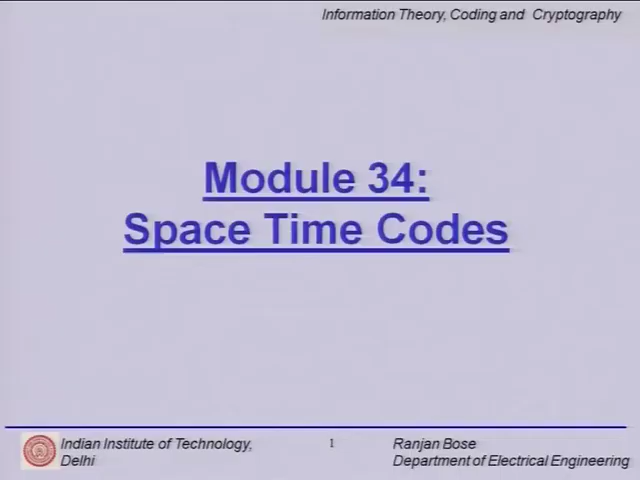 Information Theory, Coding and Cryptography
Module 34:
Space Time Codes
Indian Institute of Technology,
Delhi
1
Ranjan Bose
Department of Electrical Engineering